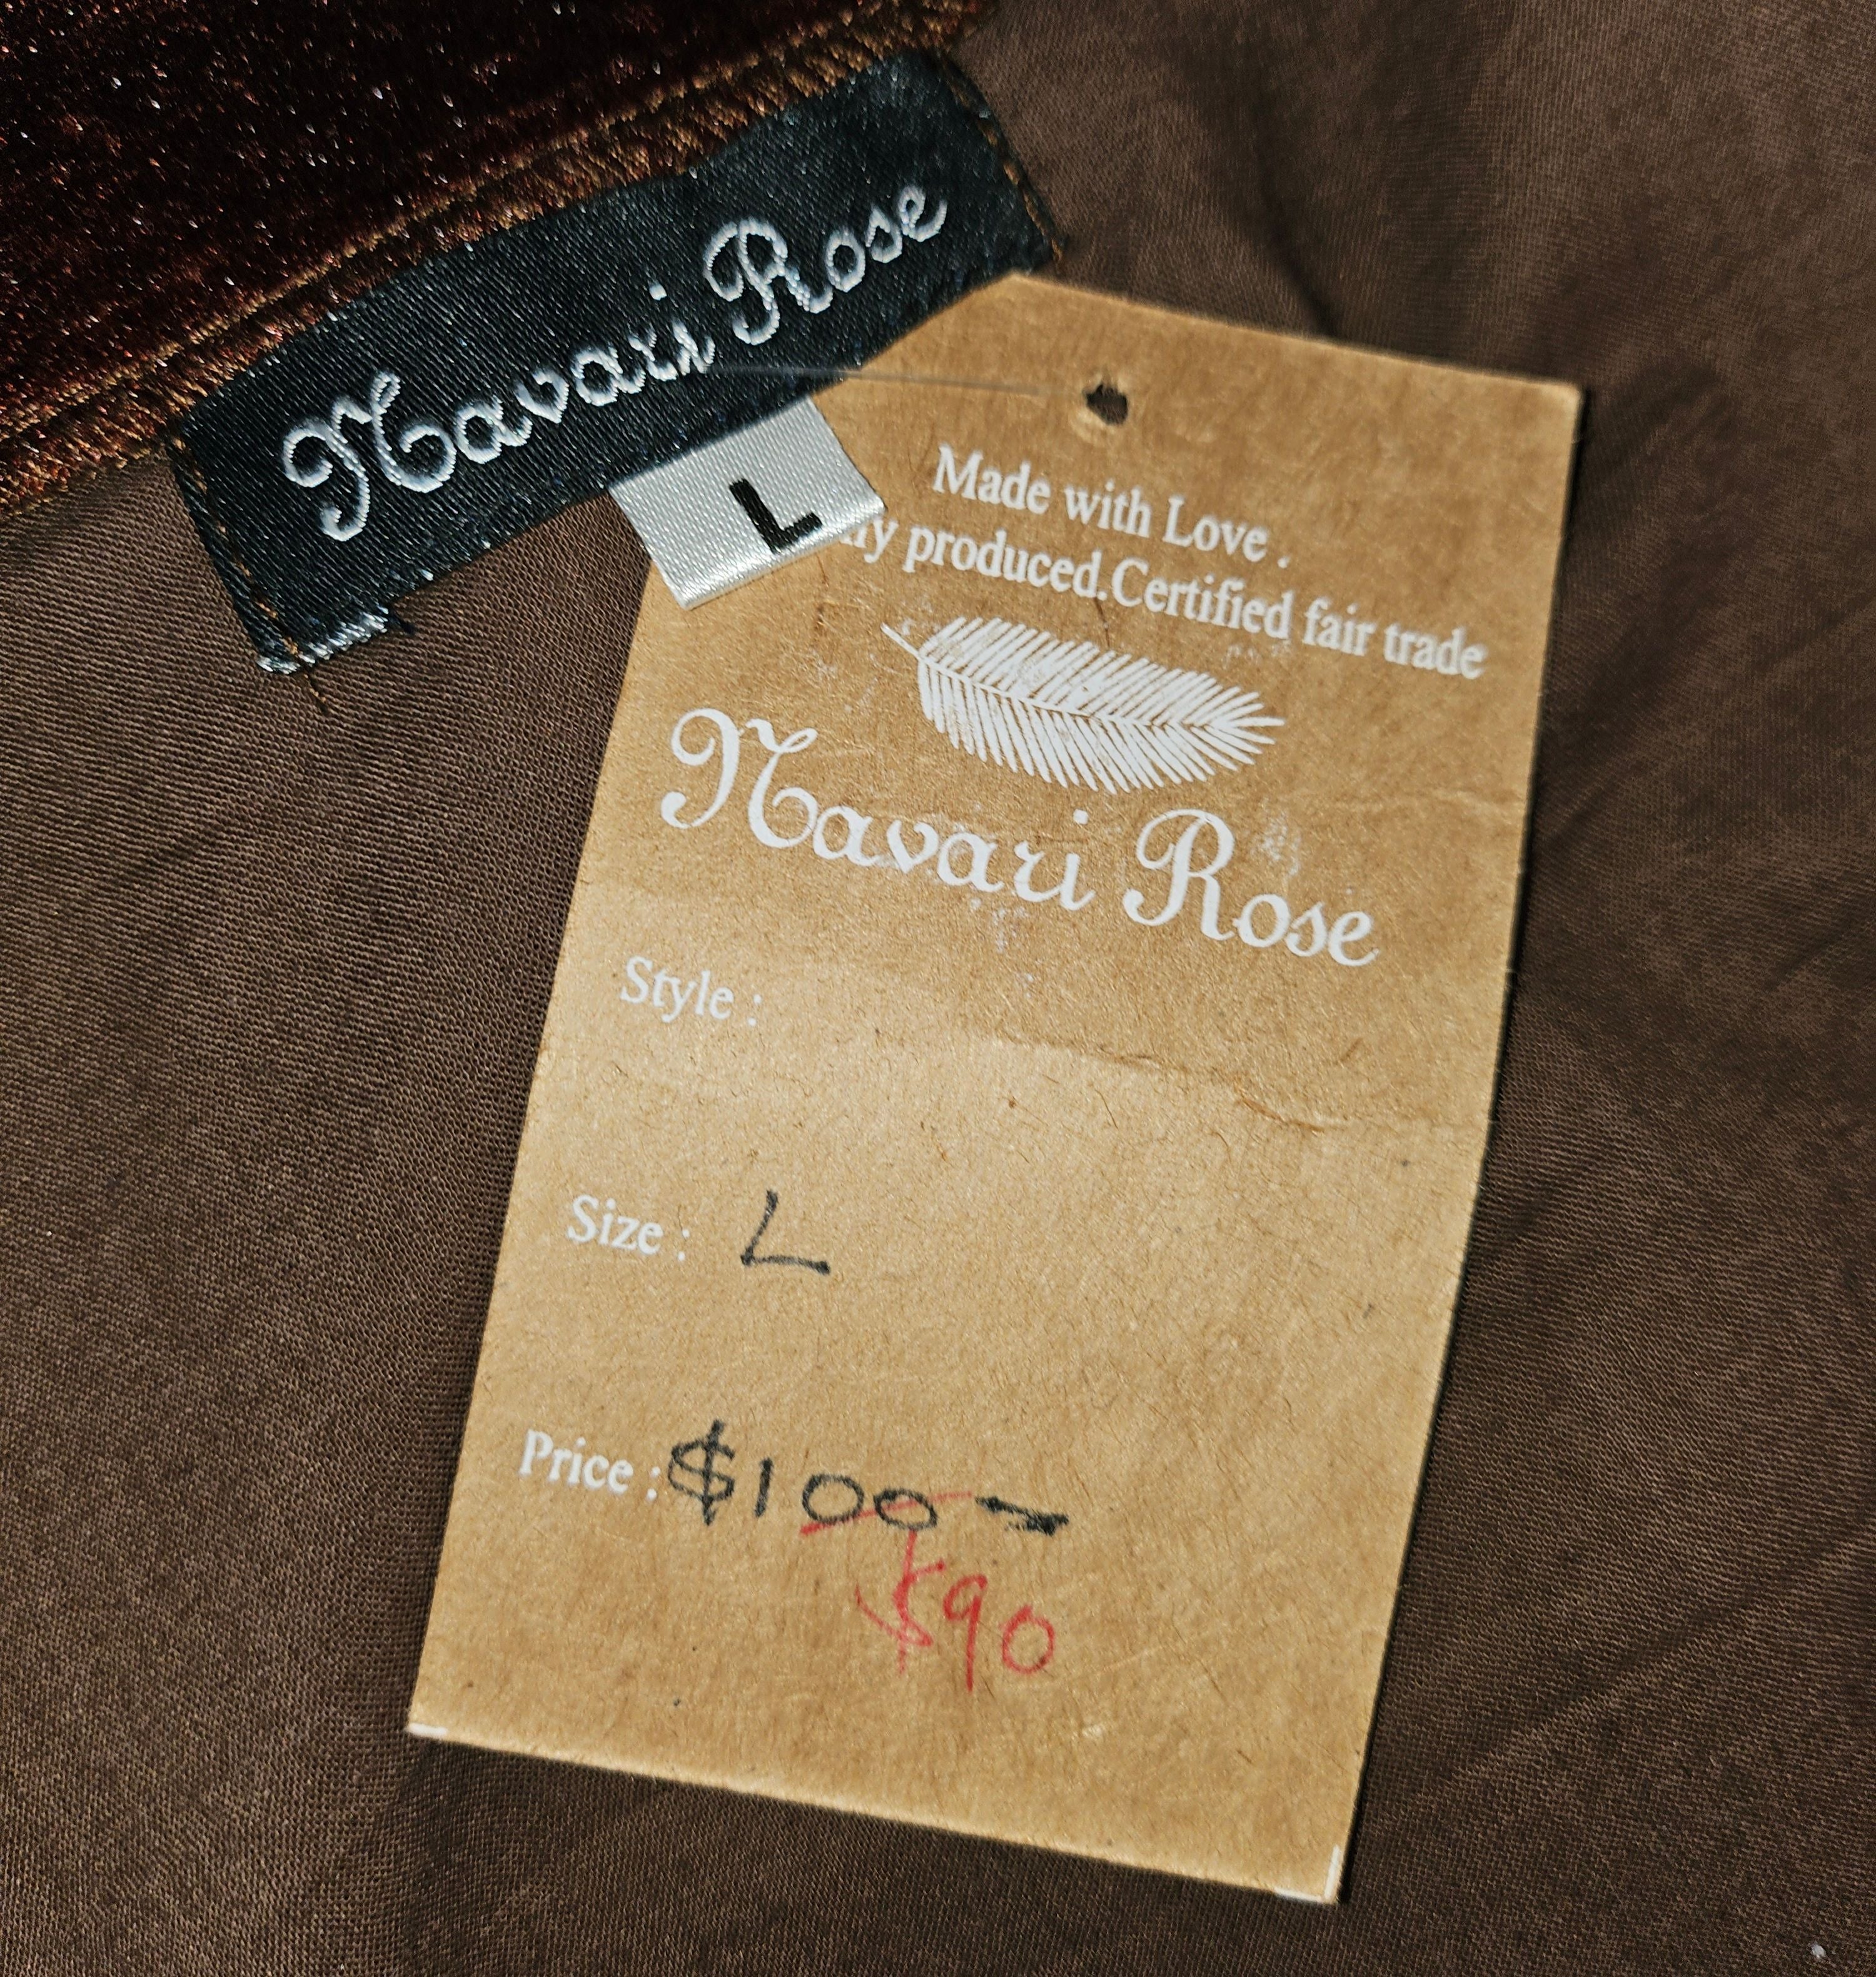 Navari Rose
L
Made with Love .
produced.Certified fair trade
Navari Rose
Style :
Size : L
Price : $100-
$90